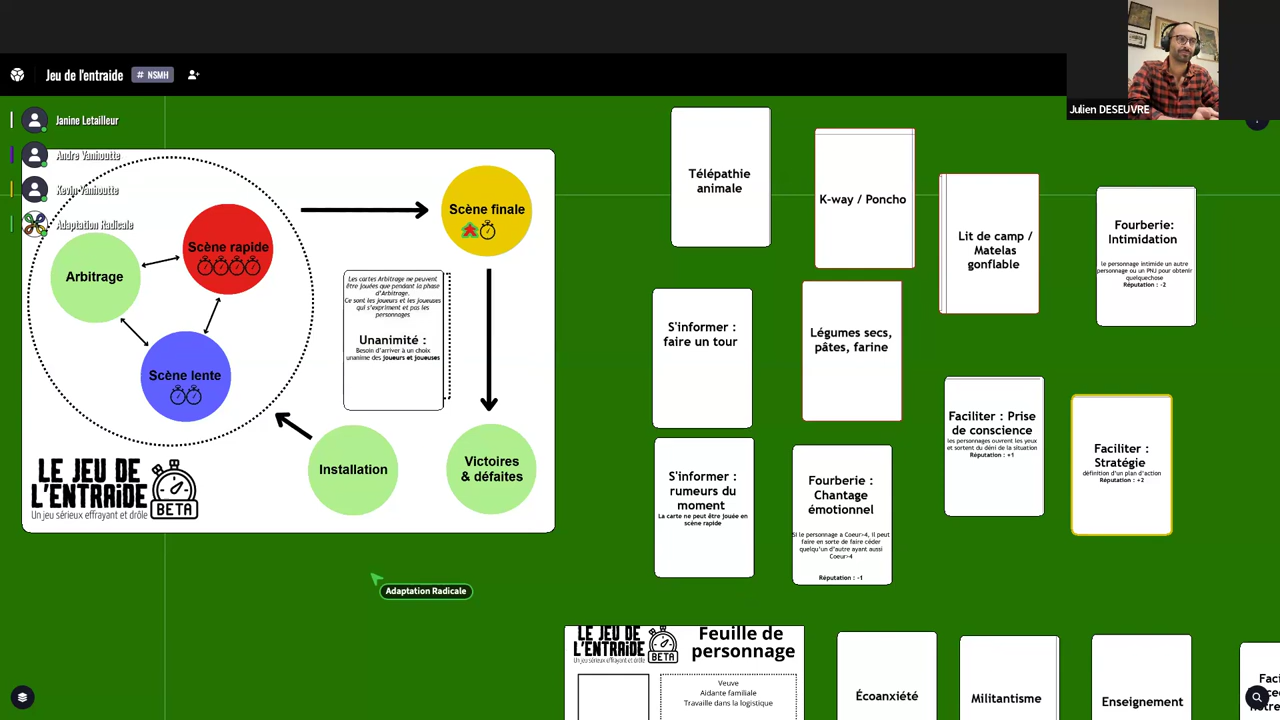 Jeu de l'entraide
# NSMH
Julien DESEUVRE
Janine Letailleur
Andre Vanhoutte
Kevin Vanhoutte
Adaptation Radicale
Arbitrage
Scène rapide
Scène lente
Scène finale
Les cartes Arbitrage ne peuvent
être jouées que pendant la phase
d'Arbitrage.
Ce sont les joueurs et les joueuses
qui s'expriment et pas les
personnages
Unanimité :
Besoin d'arriver à un choix
unanime des joueurs et joueuses
Installation
Victoires
& défaites
LE JEU DE
L'ENTRAIDE
BETA
Un jeu sérieux effrayant et drôle
Adaptation Radicale
Télépathie
animale
K-way / Poncho
Lit de camp /
Matelas
gonflable
Fourberie:
Intimidation
le personnage intimide un autre
personnage ou un PNJ pour obtenir
quelquechose
Réputation : -2
S'informer :
faire un tour
Légumes secs,
pâtes, farine
Faciliter : Prise
de conscience
les personnages ouvrent les yeux
et sortent du déni de la situation
Réputation : +1
Faciliter :
Stratégie
définition d'un plan d'action
Réputation : +2
S'informer :
rumeurs du
moment
La carte ne peut être jouée en
scène rapide
Fourberie :
Chantage
émotionnel
Si le personnage a Coeur>4, il peut
faire en sorte de faire céder
quelqu'un d'autre ayant aussi
Coeur>4
Réputation : -1
LE JEU DE
L'ENTRAIDE
BETA
Un jeu sérieux effrayant et drôle
Feuille de
personnage
Veuve
Aidante familiale
Travaille dans la logistique
Écoanxiété
Militantisme
Enseignement